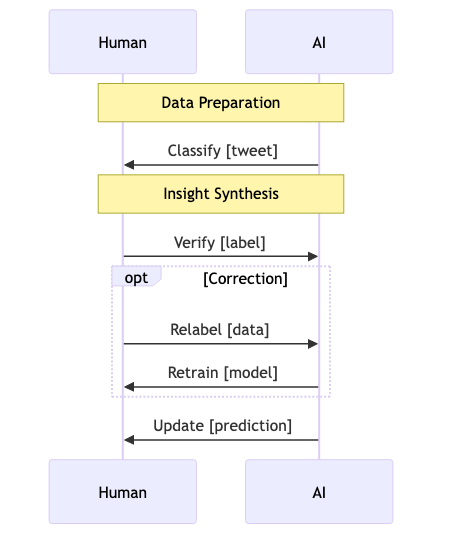 Human
AI
Data Preparation
Classify [tweet]
Insight Synthesis
Verify [label]
opt
[Correction]
Relabel [data]
Retrain [model]
Update [prediction]
Human
AI